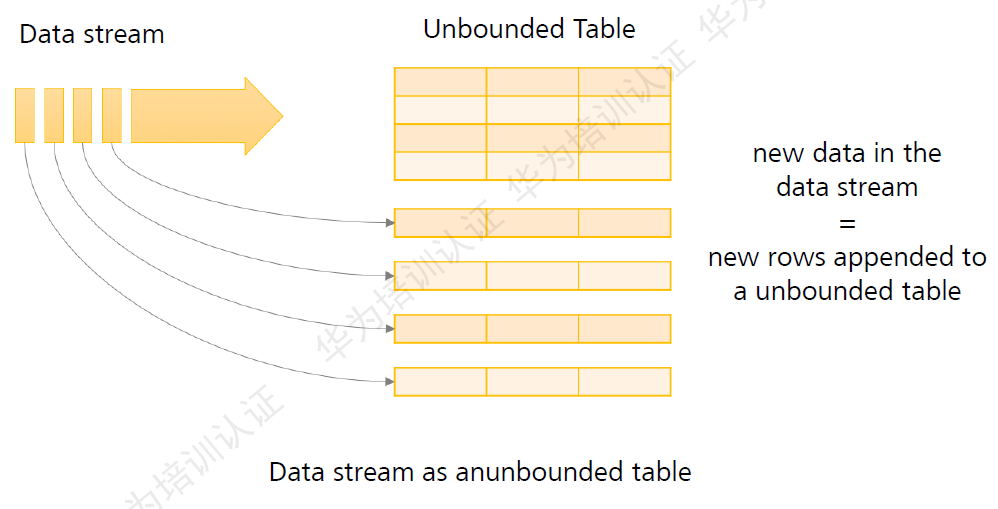 Data stream
Unbounded Table
new data in the
data stream
=
new rows appended to
a unbounded table
Data stream as anunbounded table
华为培训认证
华为培训认证
华为培训认证
华为